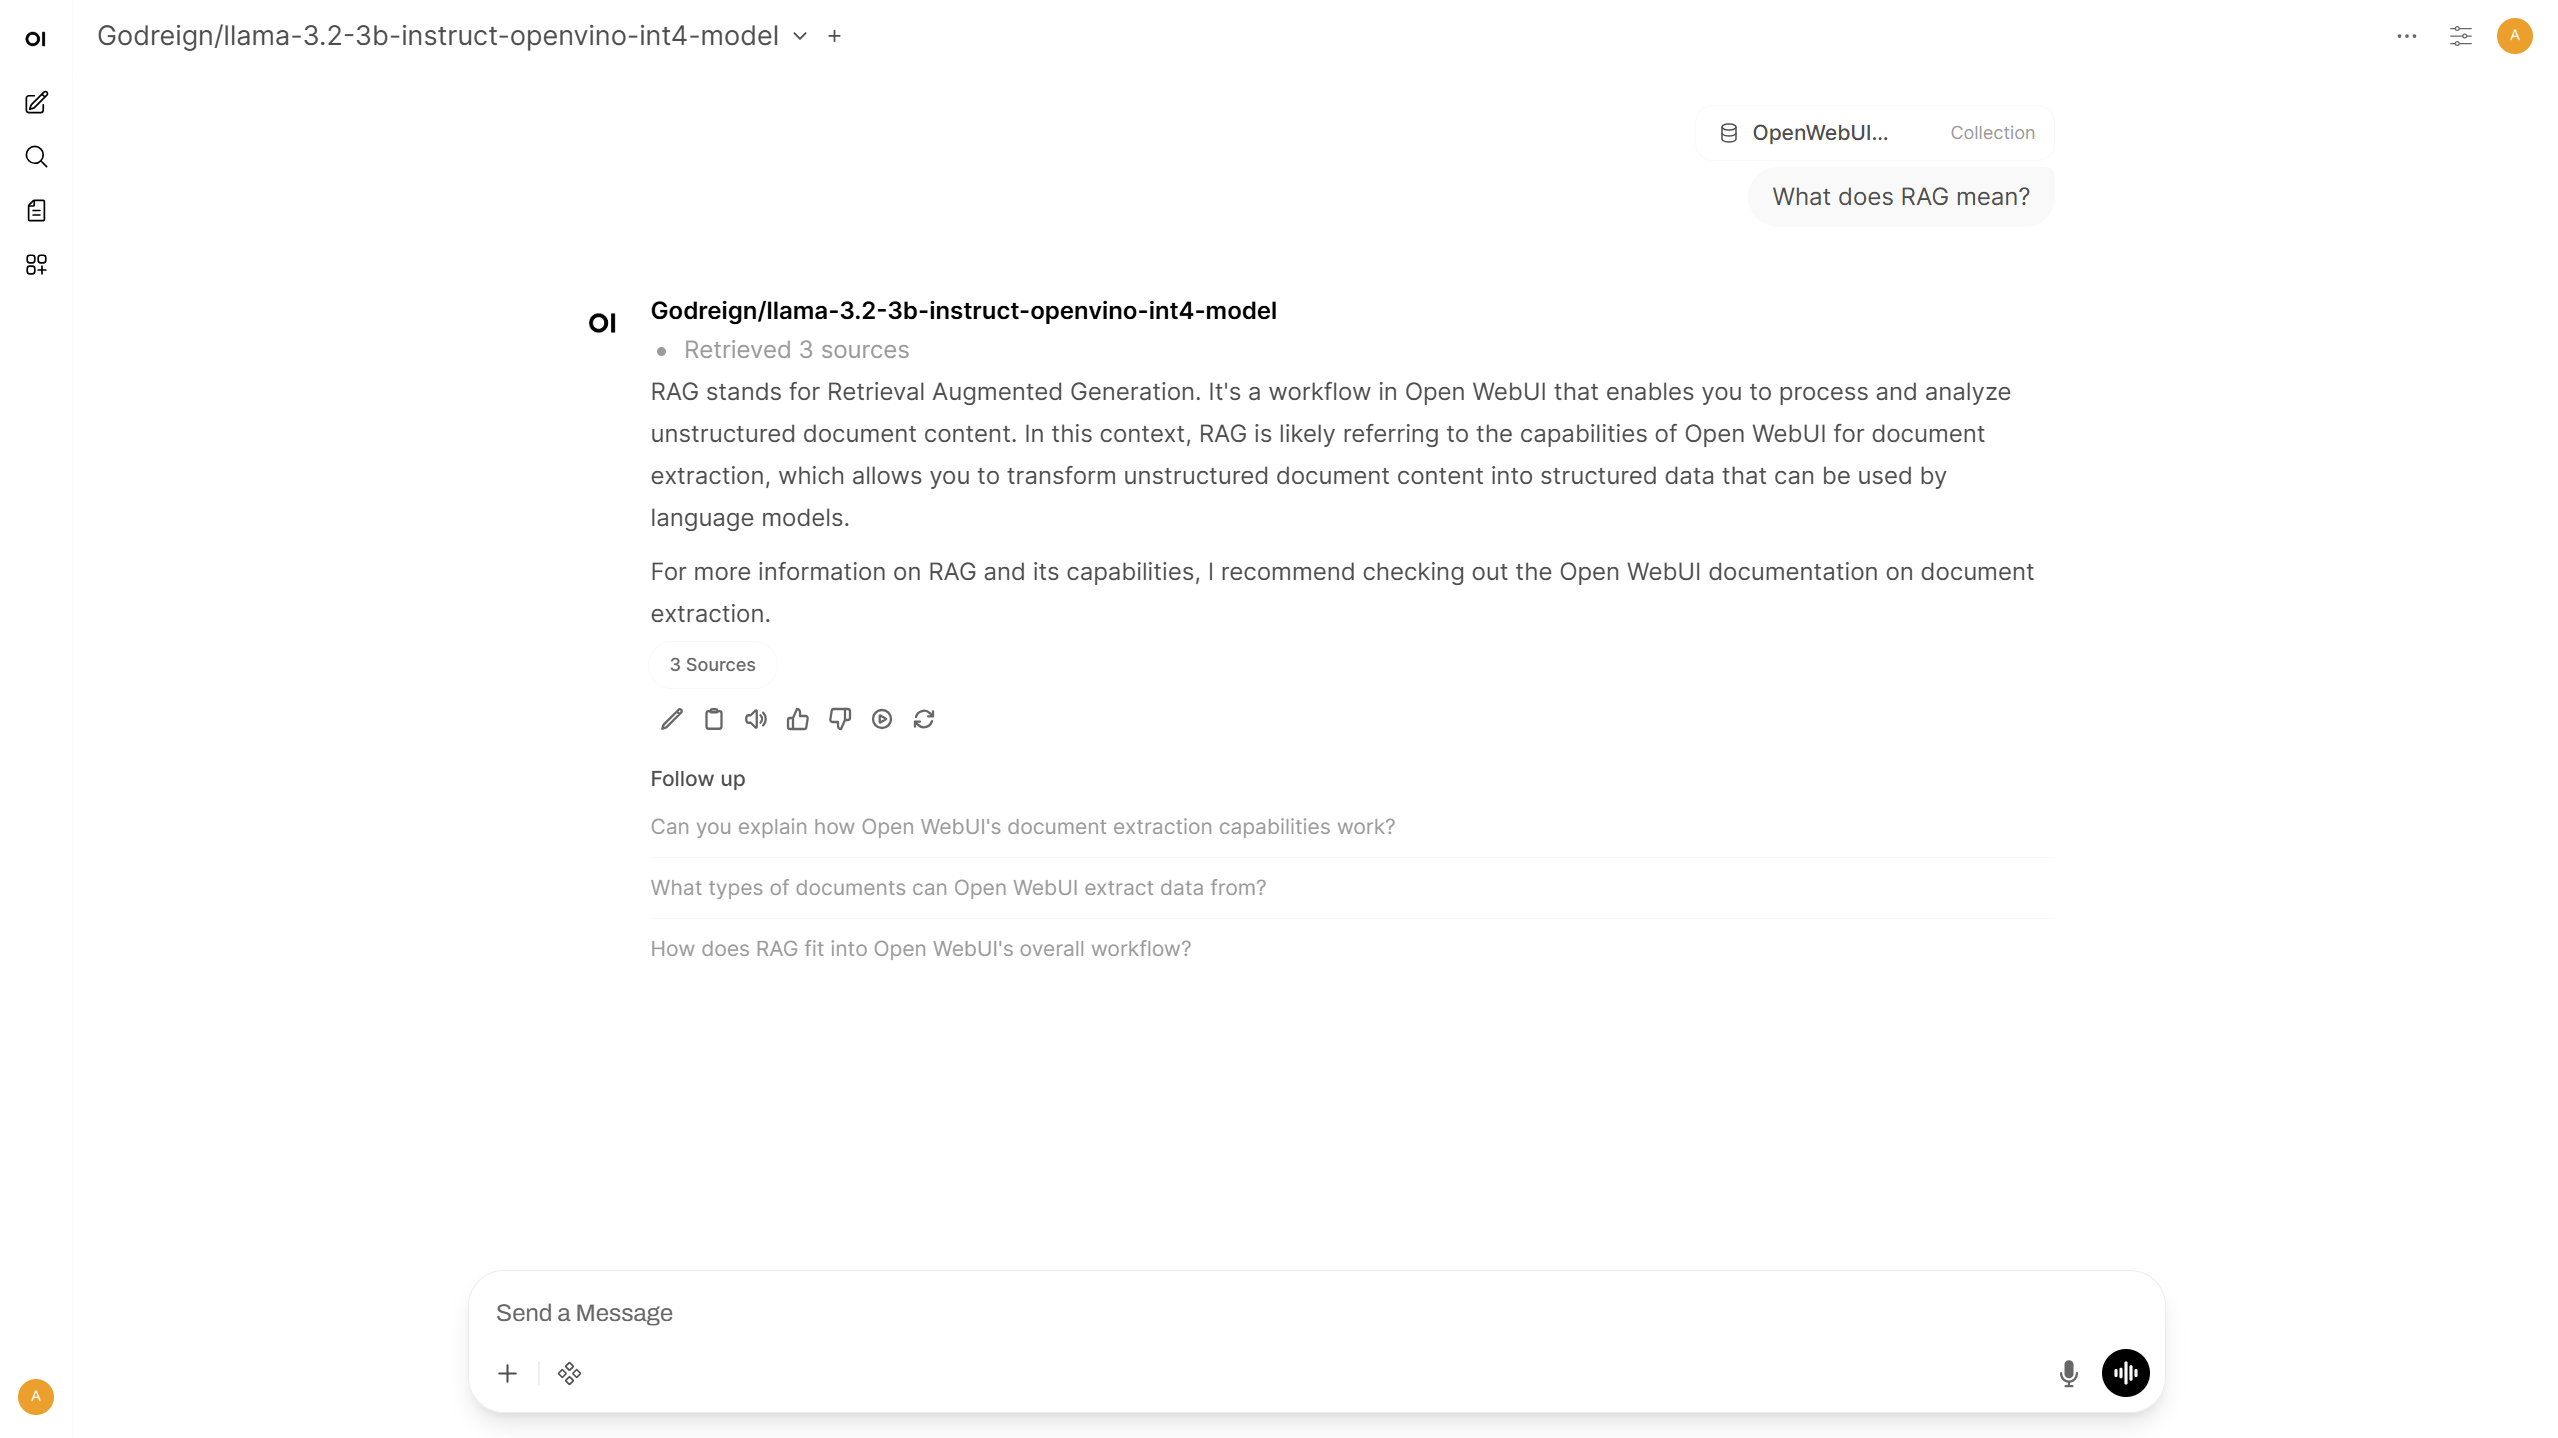 OI
Godreign/llama-3.2-3b-instruct-openvino-int4-model
A
OpenWebUI... Collection
What does RAG mean?
OI
Godreign/llama-3.2-3b-instruct-openvino-int4-model
Retrieved 3 sources
RAG stands for Retrieval Augmented Generation. It's a workflow in Open WebUI that enables you to process and analyze
unstructured document content. In this context, RAG is likely referring to the capabilities of Open WebUI for document
extraction, which allows you to transform unstructured document content into structured data that can be used by
language models.
For more information on RAG and its capabilities, I recommend checking out the Open WebUI documentation on document
extraction.
3 Sources
Follow up
Can you explain how Open WebUI's document extraction capabilities work?
What types of documents can Open WebUI extract data from?
How does RAG fit into Open WebUI's overall workflow?
Send a Message
A